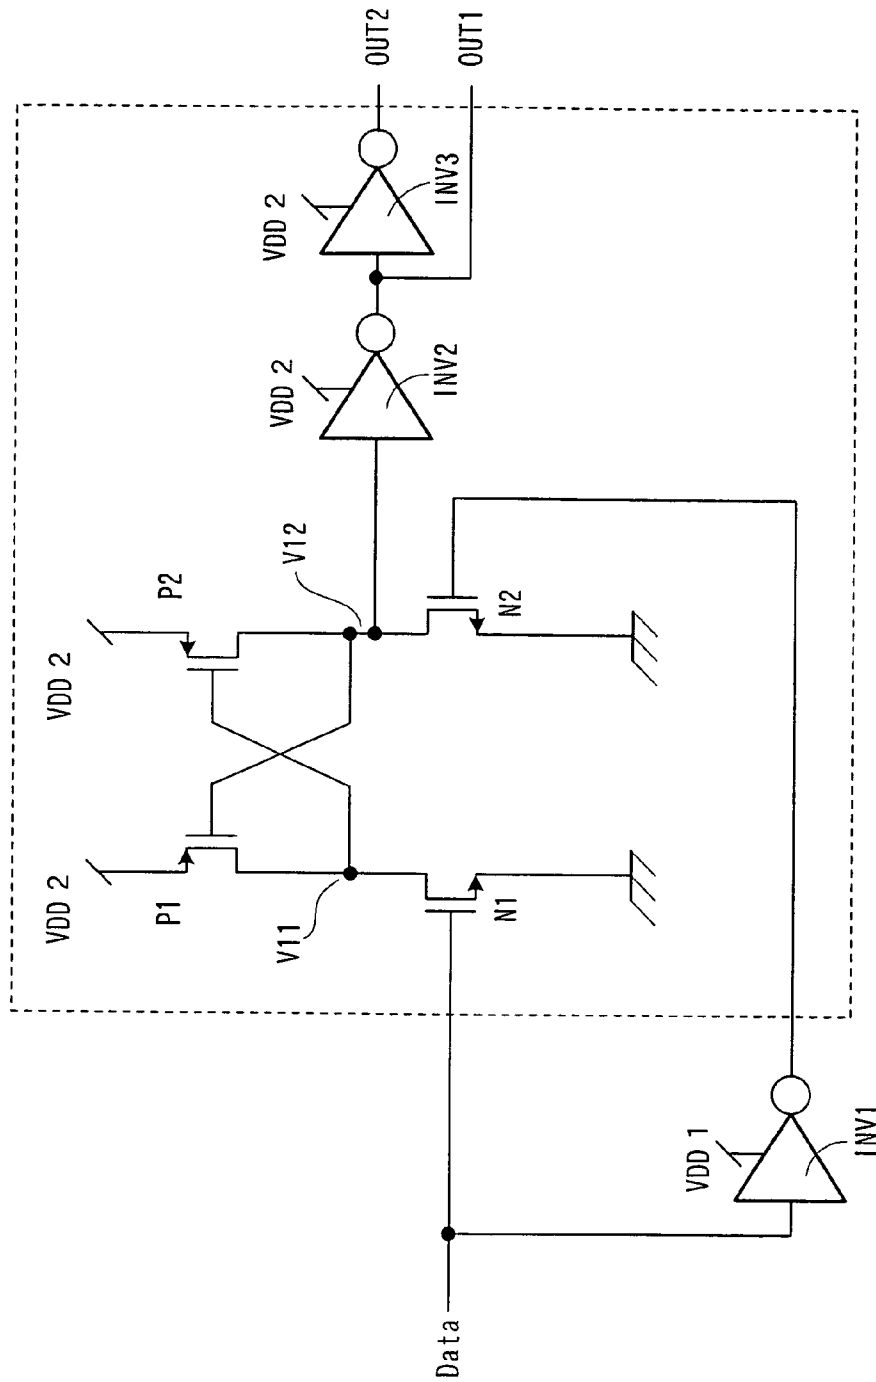 VDD 2
VDD 2
P1
P2
V11
V12
N1
N2
VDD 2
INV2
VDD 2
INV3
OUT2
OUT1
Data
VDD 1
INV1